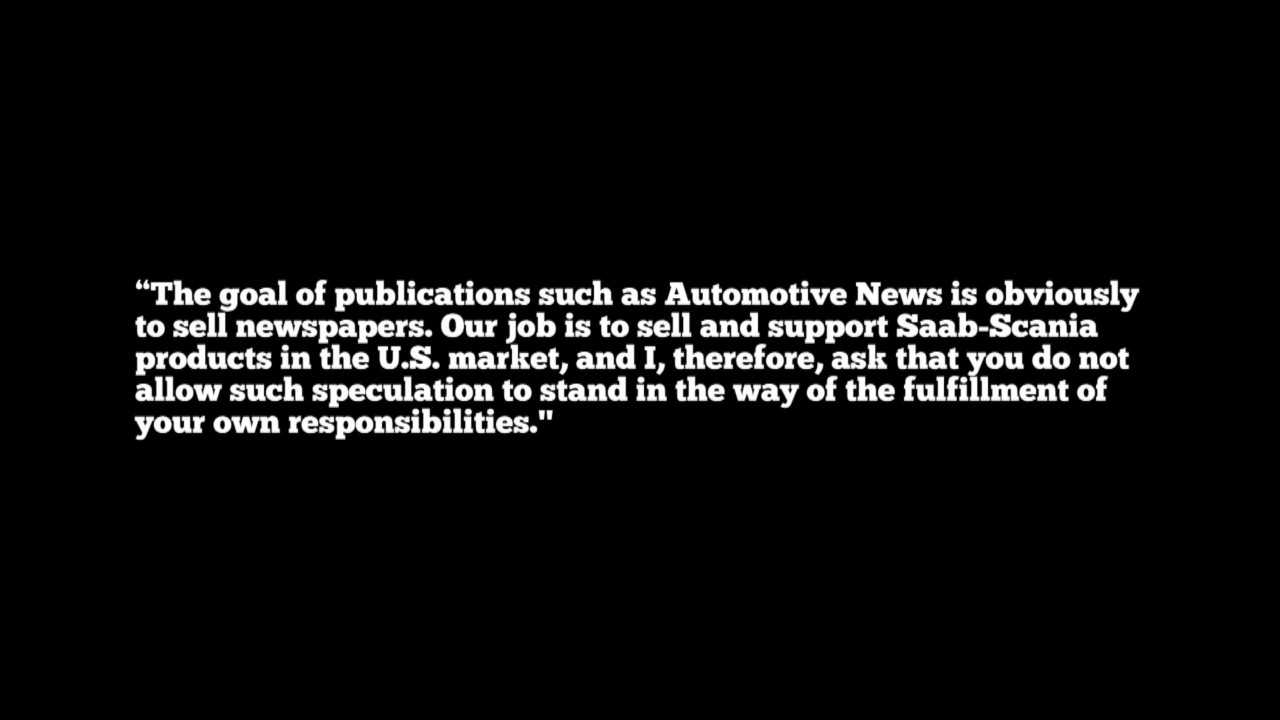 “The goal of publications such as Automotive News is obviously
to sell newspapers. Our job is to sell and support Saab-Scania
products in the U.S. market, and I, therefore, ask that you do not
allow such speculation to stand in the way of the fulfillment of
your own responsibilities."